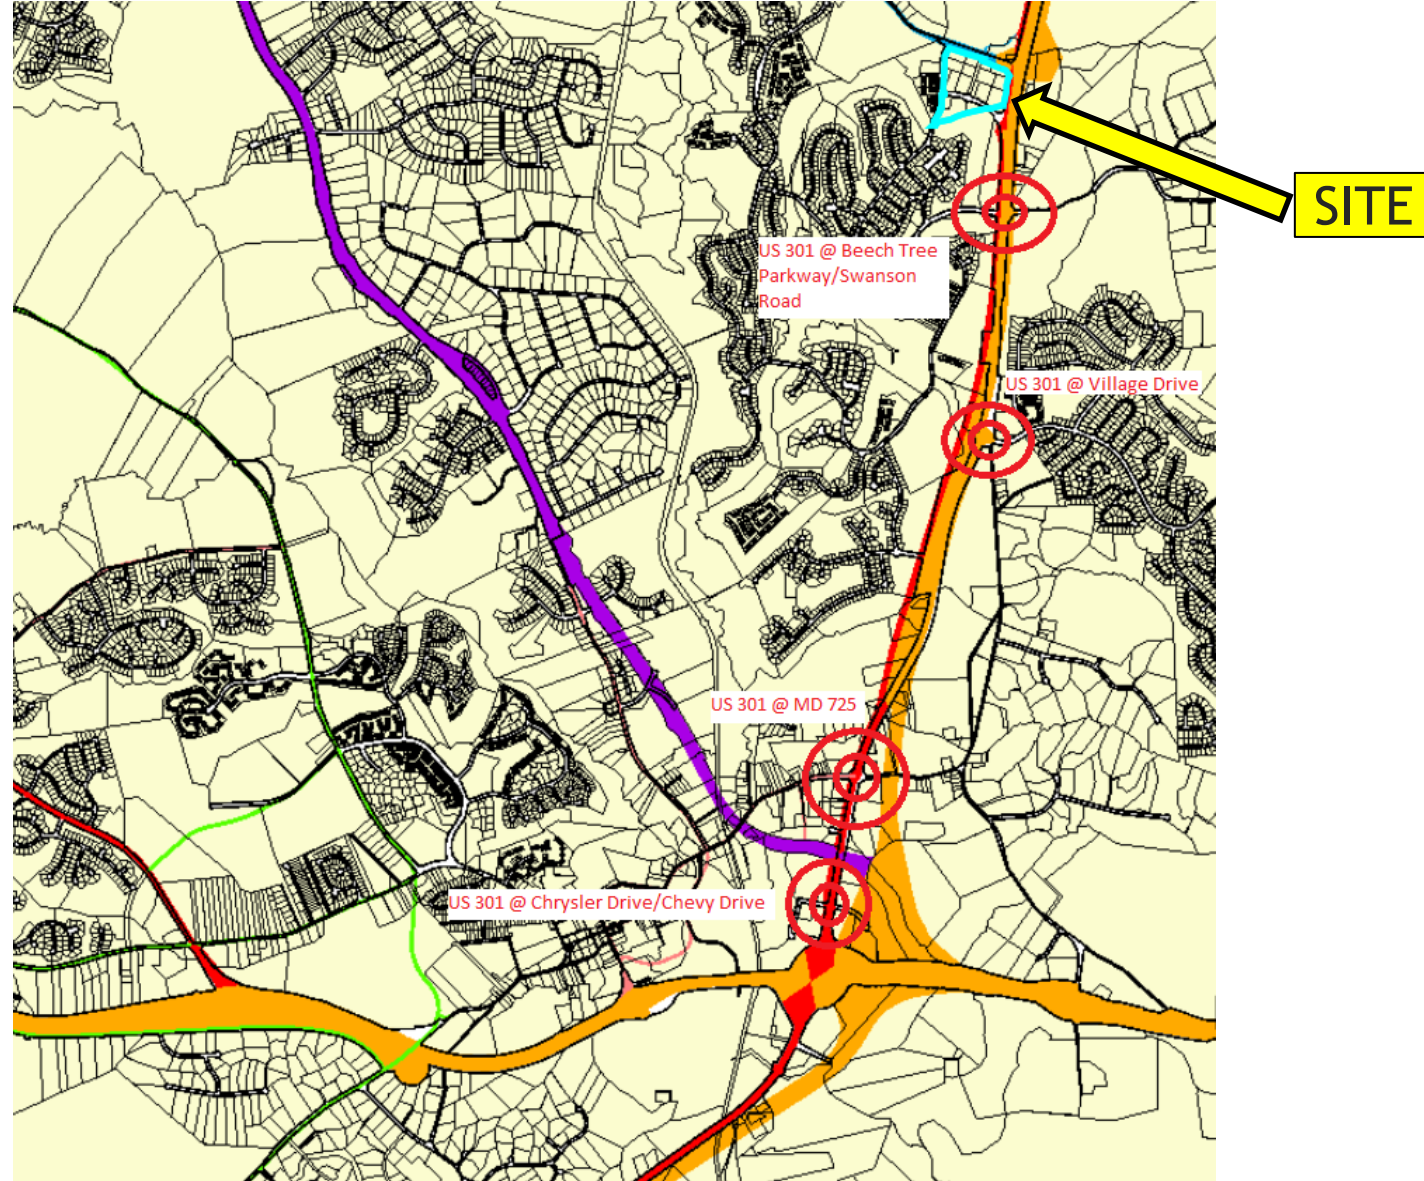 SITE
US 301 @ Beech Tree
Parkway/Swanson
Road
US 301 @ Village Drive
US 301 @ MD 725
US 301 @ Chrysler Drive/Chevy Drive